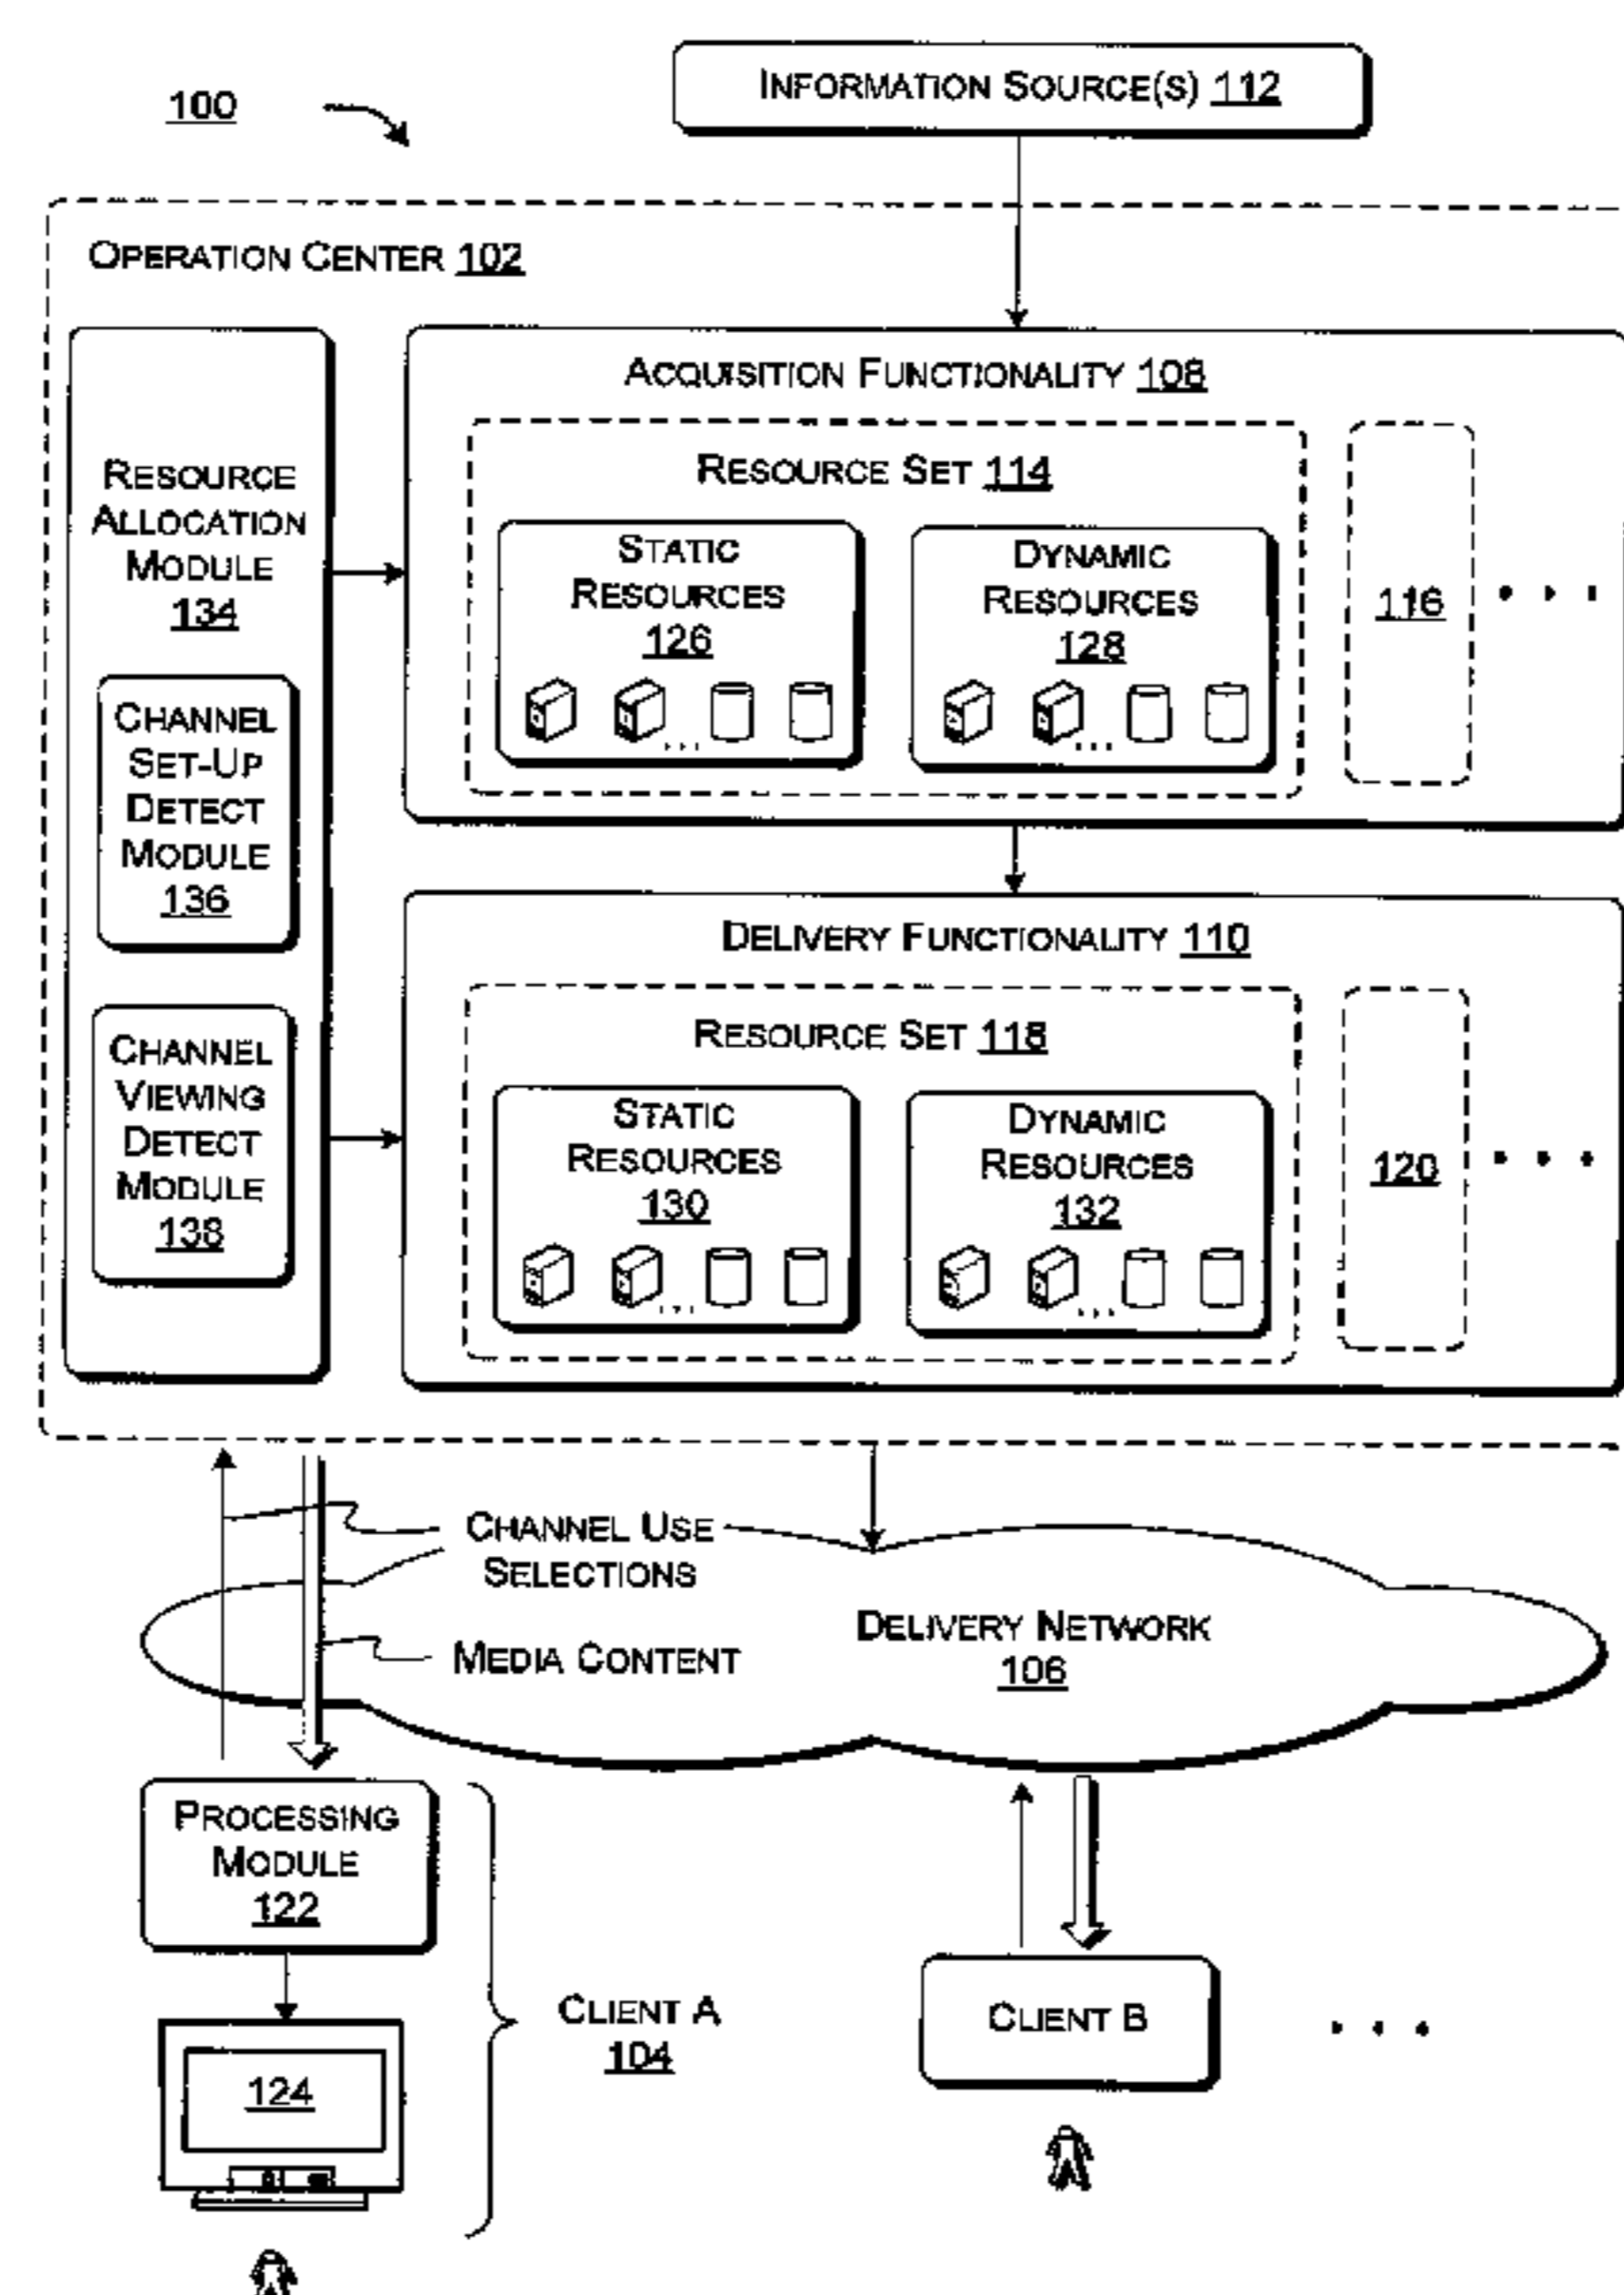 100
INFORMATION SOURCE(S) 112
OPERATION CENTER 102
RESOURCE
ALLOCATION
MODULE
134
CHANNEL
SET-UP
DETECT
MODULE
136
CHANNEL
VIEWING
DETECT
MODULE
138
ACQUISITION FUNCTIONALITY 108
RESOURCE SET 114
STATIC
RESOURCES
126
DYNAMIC
RESOURCES
128
116
DELIVERY FUNCTIONALITY 110
RESOURCE SET 118
STATIC
RESOURCES
130
DYNAMIC
RESOURCES
132
120
CHANNEL USE
SELECTIONS
MEDIA CONTENT
DELIVERY NETWORK
106
PROCESSING
MODULE
122
124
CLIENT A
104
CLIENT B